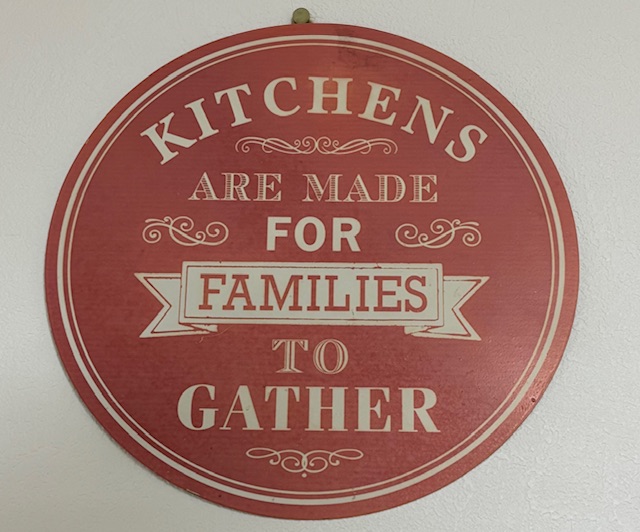 KITCHENS
ARE MADE
FOR
FAMILIES
TO
GATHER